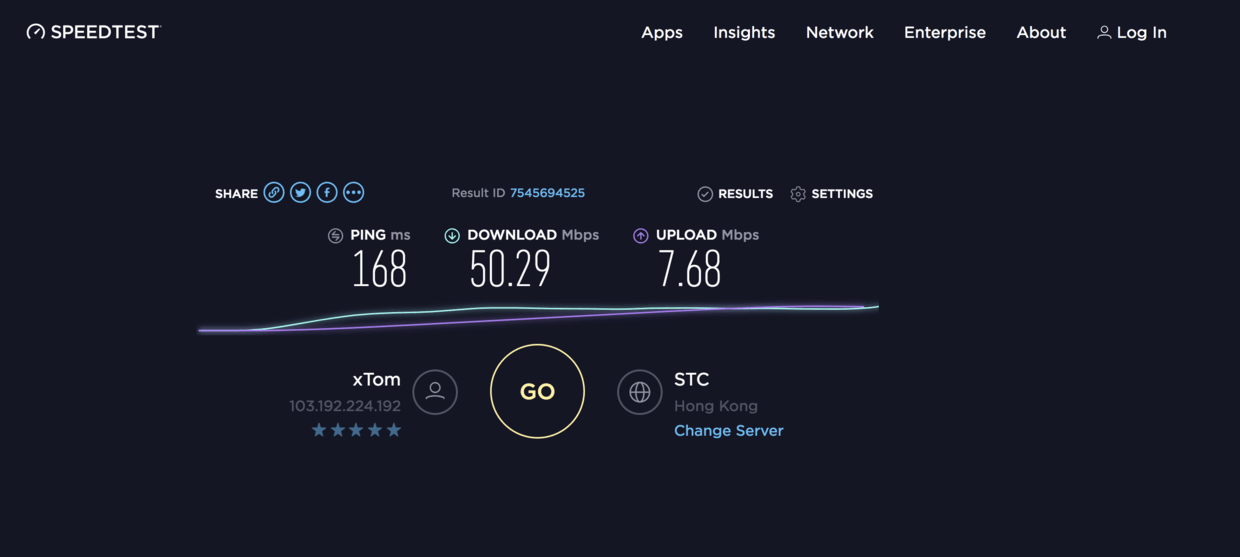 SPEEDTEST Apps Insights Network Enterprise About Log In
SHARE Result ID 7545694525 RESULTS SETTINGS
PING ms DOWNLOAD Mbps UPLOAD Mbps
168 50.29 7.68
xTom GO STC
103.192.224.192 Hong Kong
Change Server